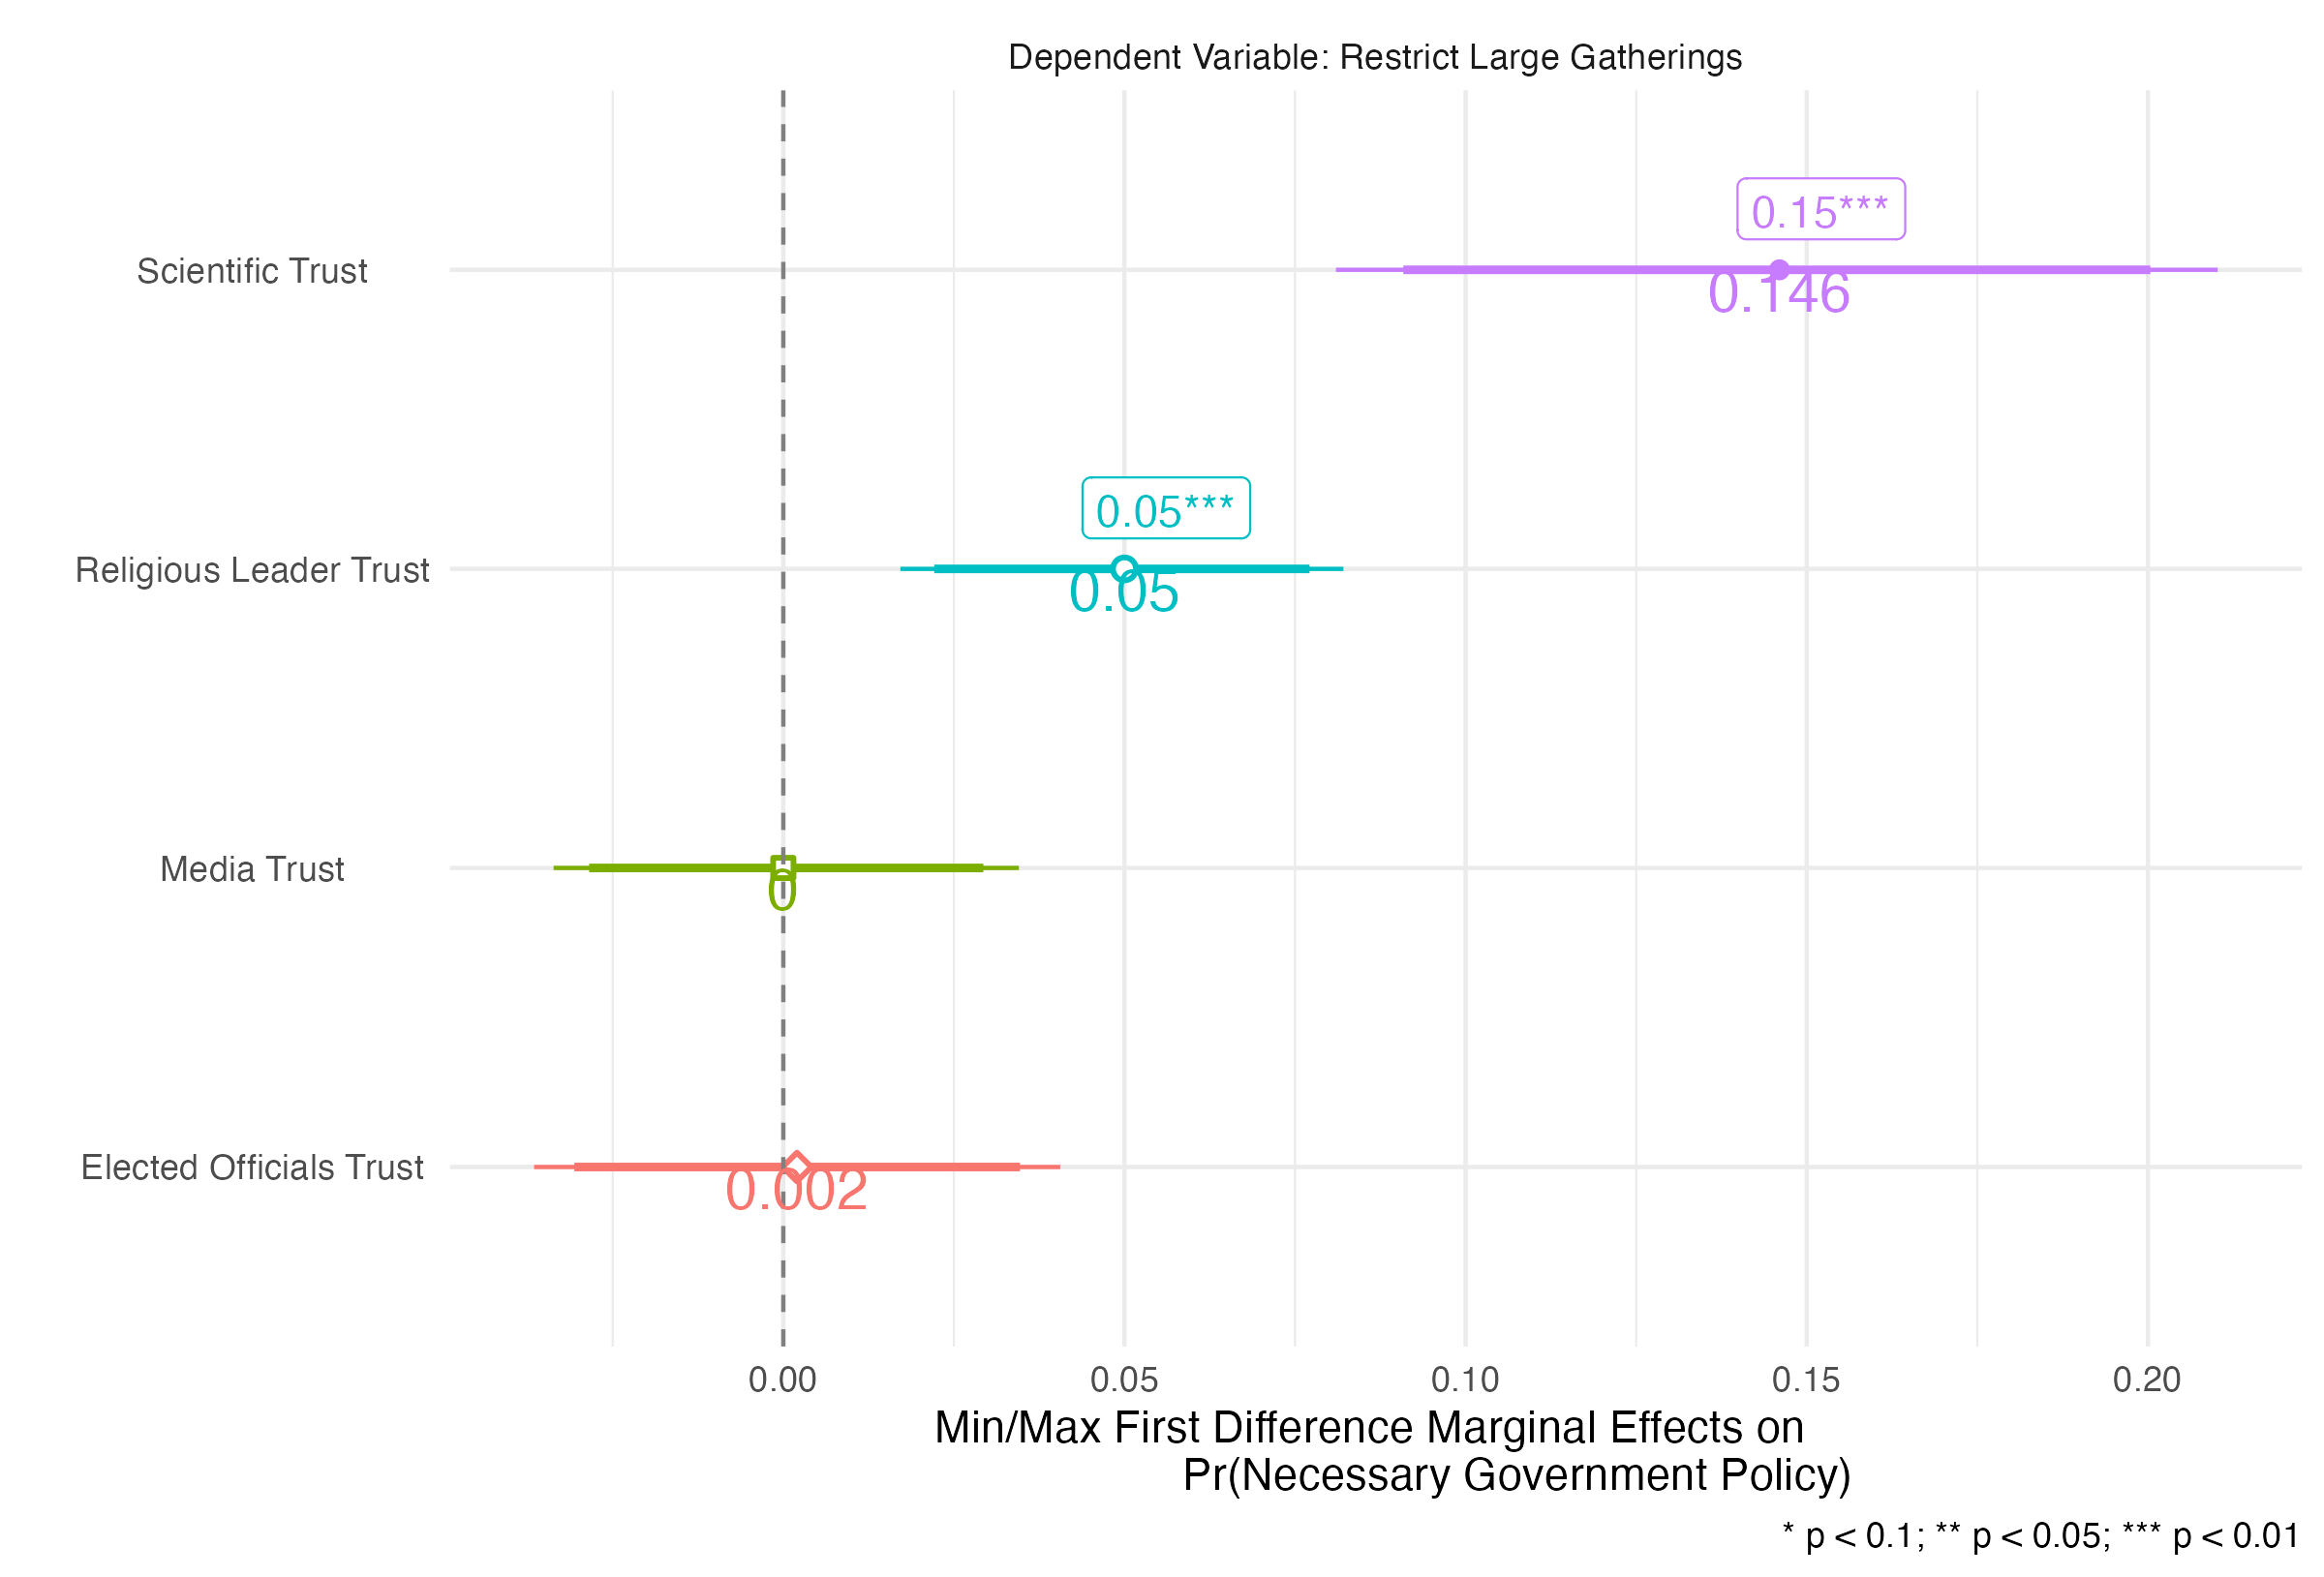 Dependent Variable: Restrict Large Gatherings
0.15***
Scientific Trust
0.146
0.05***
Religious Leader Trust
0.05
Media Trust
0
Elected Officials Trust
0.002
0.00 0.05 0.10 0.15 0.20
Min/Max First Difference Marginal Effects on
Pr(Necessary Government Policy)
* p < 0.1; ** p < 0.05; *** p < 0.01